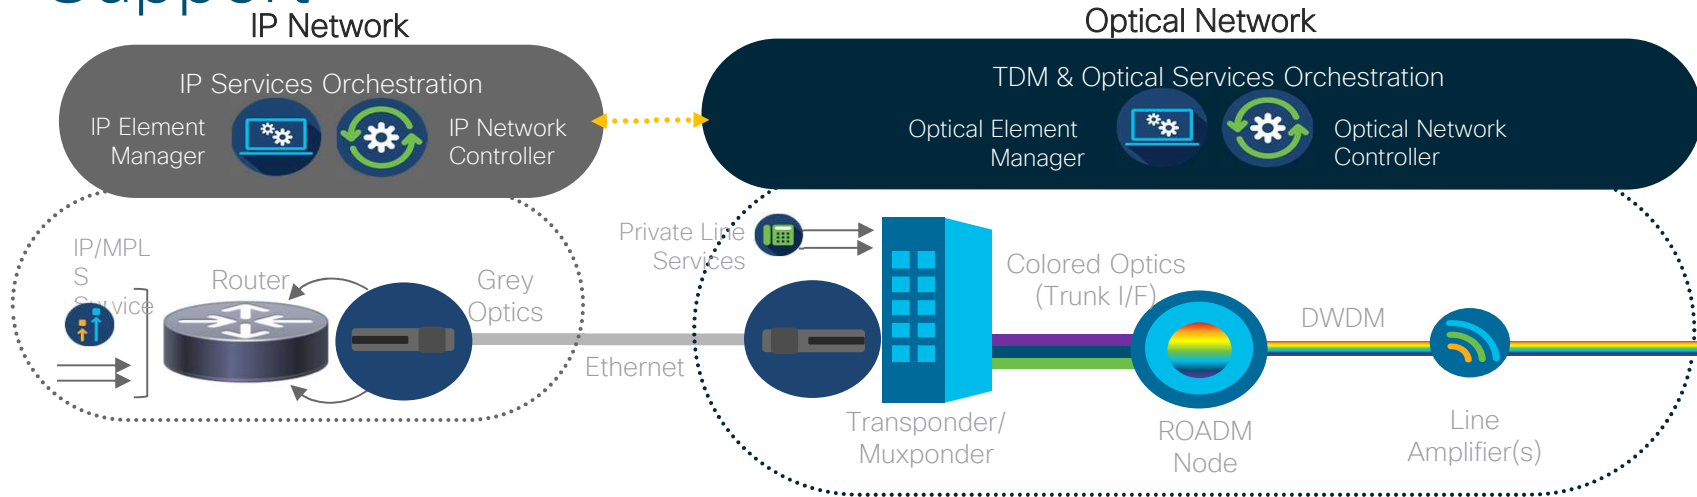 Support
IP Network
Optical Network
IP Services Orchestration
IP Element
Manager
IP Network
Controller
TDM & Optical Services Orchestration
Optical Element
Manager
Optical Network
Controller
IP/MPL
S
Service
Router
Grey
Optics
Ethernet
Private Line
Services
Transponder/
Muxponder
Colored Optics
(Trunk I/F)
ROADM
Node
DWDM
Line
Amplifier(s)